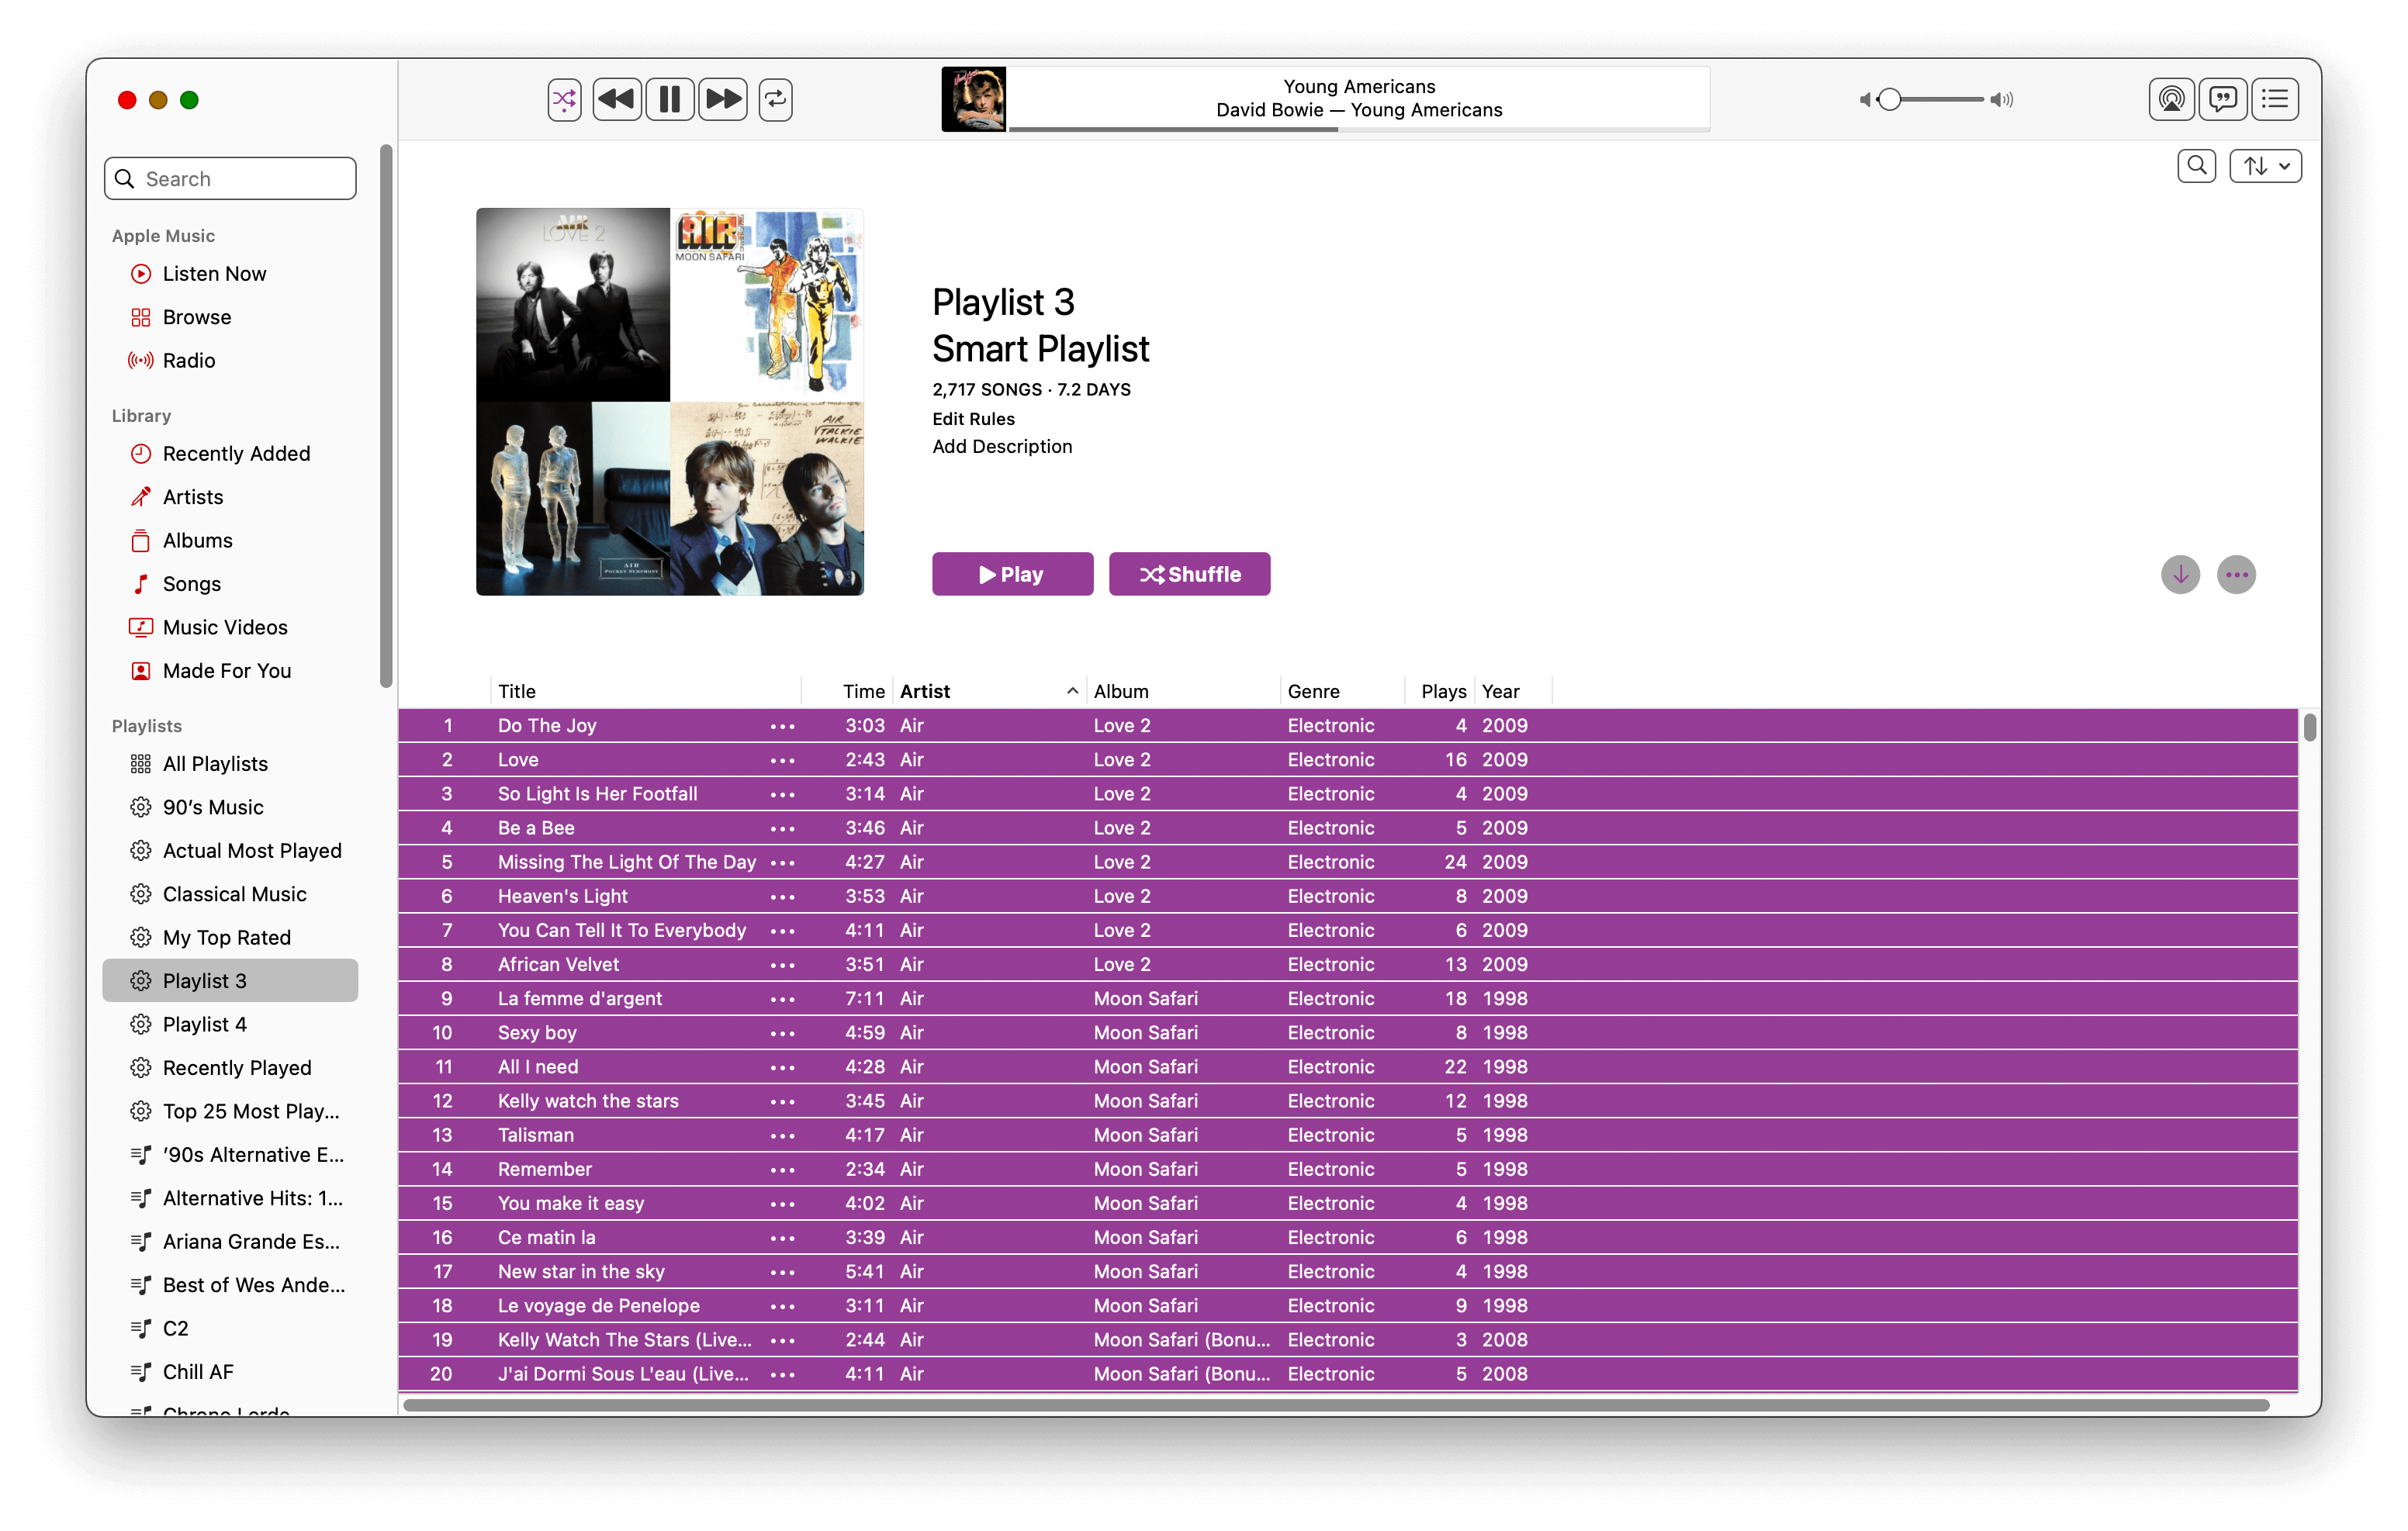 Young Americans
David Bowie — Young Americans
Search
Apple Music
Listen Now
Browse
Radio
Library
Recently Added
Artists
Albums
Songs
Music Videos
Made For You
Playlists
All Playlists
90’s Music
Actual Most Played
Classical Music
My Top Rated
Playlist 3
Playlist 4
Recently Played
Top 25 Most Play...
’90s Alternative E...
Alternative Hits: 1...
Ariana Grande Es...
Best of Wes Ande...
C2
Chill AF
AIR
LOVE 2
AIR
MOON SAFARI
AIR
POCKET SYMPHONY
AIR
TALKIE
WALKIE
Playlist 3
Smart Playlist
2,717 SONGS · 7.2 DAYS
Edit Rules
Add Description
Play Shuffle
Title Time Artist Album Genre Plays Year
1 Do The Joy ••• 3:03 Air Love 2 Electronic 4 2009
2 Love ••• 2:43 Air Love 2 Electronic 16 2009
3 So Light Is Her Footfall ••• 3:14 Air Love 2 Electronic 4 2009
4 Be a Bee ••• 3:46 Air Love 2 Electronic 5 2009
5 Missing The Light Of The Day ••• 4:27 Air Love 2 Electronic 24 2009
6 Heaven's Light ••• 3:53 Air Love 2 Electronic 8 2009
7 You Can Tell It To Everybody ••• 4:11 Air Love 2 Electronic 6 2009
8 African Velvet ••• 3:51 Air Love 2 Electronic 13 2009
9 La femme d'argent ••• 7:11 Air Moon Safari Electronic 18 1998
10 Sexy boy ••• 4:59 Air Moon Safari Electronic 8 1998
11 All I need ••• 4:28 Air Moon Safari Electronic 22 1998
12 Kelly watch the stars ••• 3:45 Air Moon Safari Electronic 12 1998
13 Talisman ••• 4:17 Air Moon Safari Electronic 5 1998
14 Remember ••• 2:34 Air Moon Safari Electronic 5 1998
15 You make it easy ••• 4:02 Air Moon Safari Electronic 4 1998
16 Ce matin la ••• 3:39 Air Moon Safari Electronic 6 1998
17 New star in the sky ••• 5:41 Air Moon Safari Electronic 4 1998
18 Le voyage de Penelope ••• 3:11 Air Moon Safari Electronic 9 1998
19 Kelly Watch The Stars (Live... ••• 2:44 Air Moon Safari (Bonu... Electronic 3 2008
20 J'ai Dormi Sous L'eau (Live... ••• 4:11 Air Moon Safari (Bonu... Electronic 5 2008